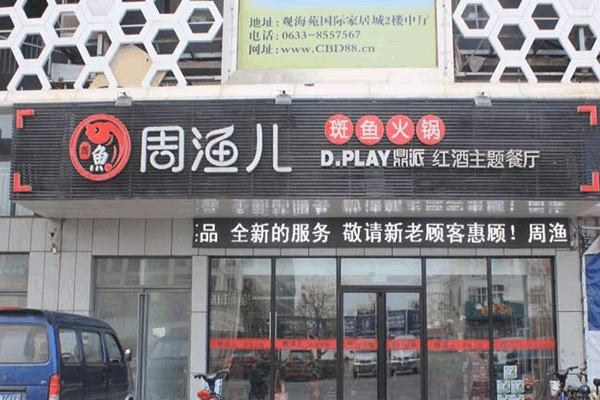 地址:观海苑国际家居城2楼中厅
电话:0633-8557567
网址:www.CBD88.cn
周渔儿
斑鱼火锅
D.PLAY鼎派 红酒主题餐厅
品 全新的服务 敬请新老顾客惠顾！周渔